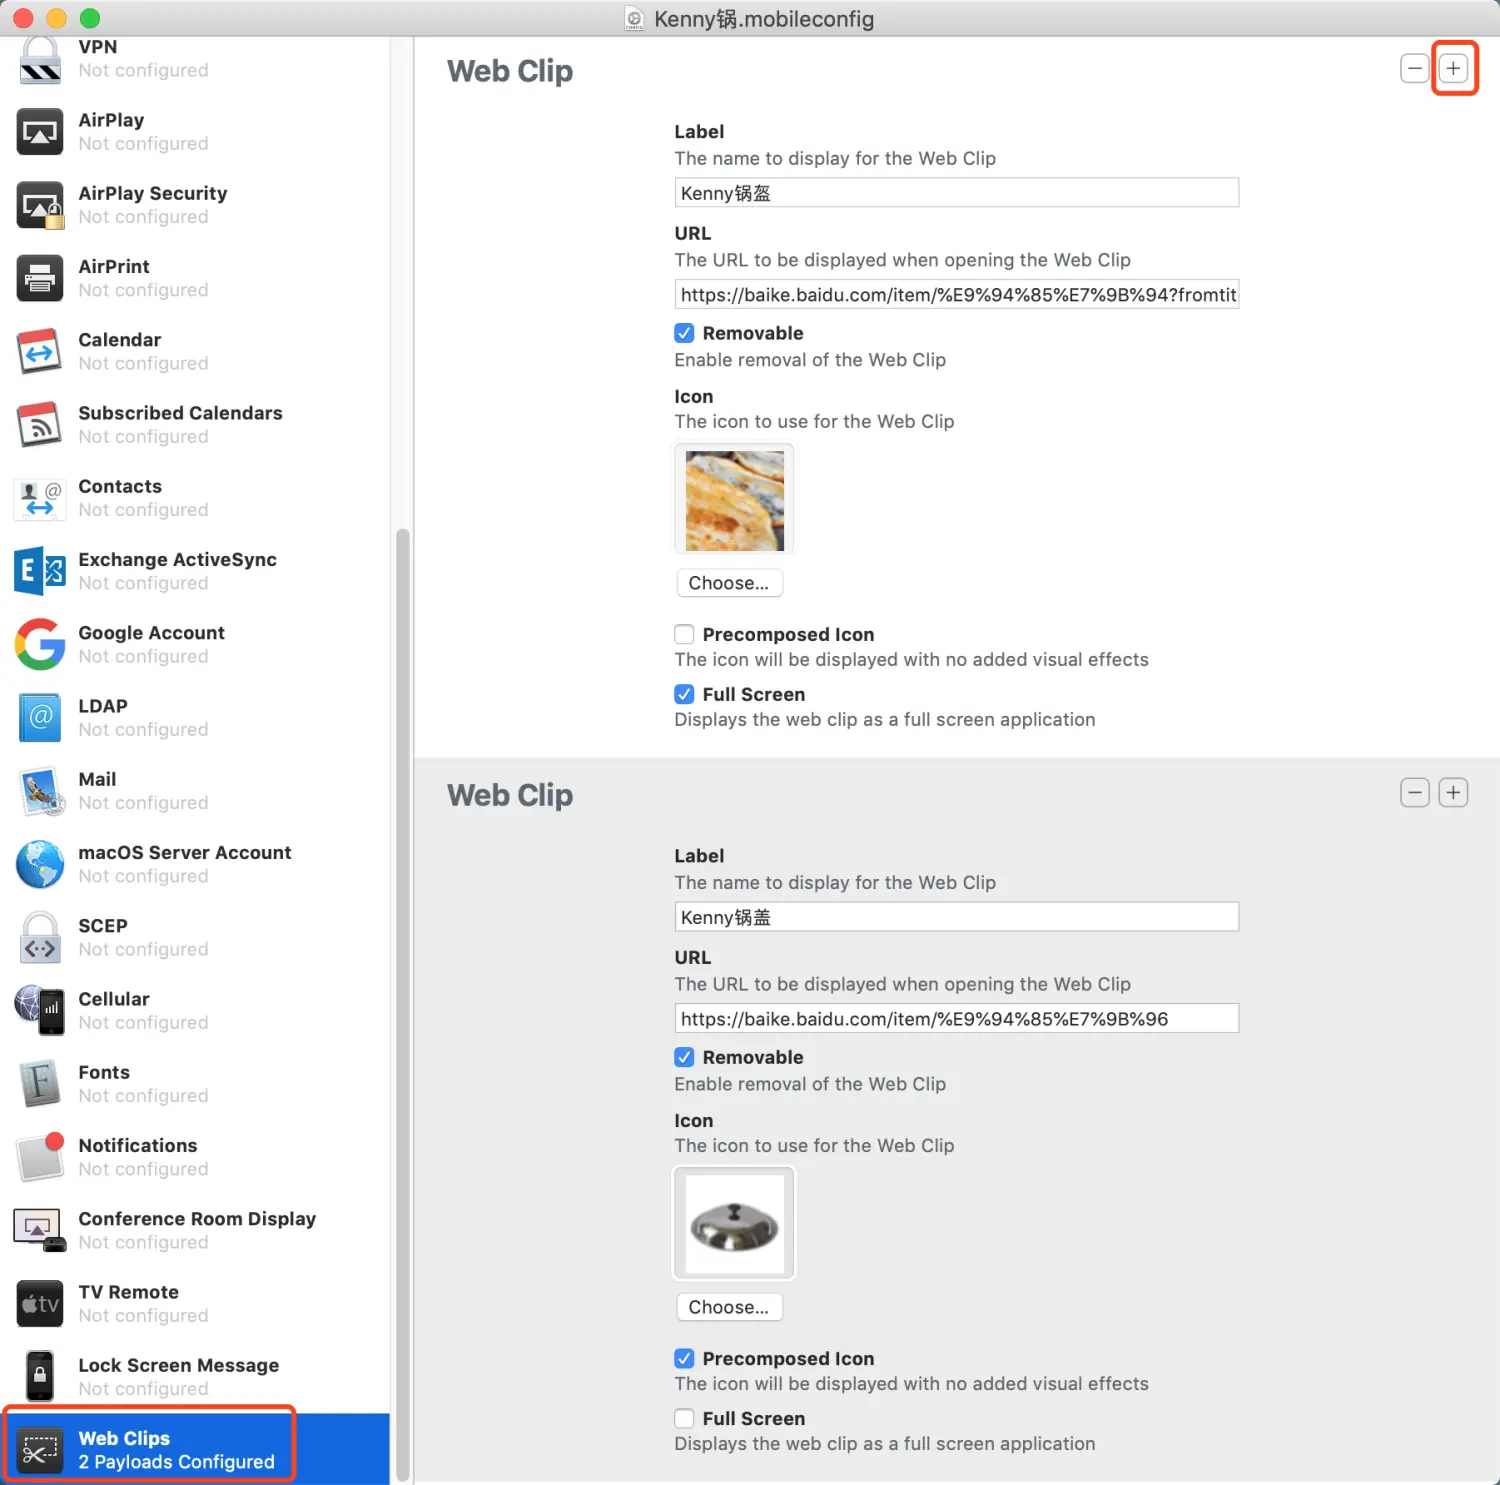 Kenny锅.mobileconfig
VPN
Not configured
AirPlay
Not configured
AirPlay Security
Not configured
AirPrint
Not configured
Calendar
Not configured
Subscribed Calendars
Not configured
Contacts
Not configured
Exchange ActiveSync
Not configured
Google Account
Not configured
LDAP
Not configured
Mail
Not configured
macOS Server Account
Not configured
SCEP
Not configured
Cellular
Not configured
Fonts
Not configured
Notifications
Not configured
Conference Room Display
Not configured
tv
TV Remote
Not configured
Lock Screen Message
Not configured
Web Clips
2 Payloads Configured
Web Clip
Label
The name to display for the Web Clip
Kenny锅盔
URL
The URL to be displayed when opening the Web Clip
https://baike.baidu.com/item/%E9%94%85%E7%9B%94?fromtit
Removable
Enable removal of the Web Clip
Icon
The icon to use for the Web Clip
Choose...
Precomposed Icon
The icon will be displayed with no added visual effects
Full Screen
Displays the web clip as a full screen application
Web Clip
Label
The name to display for the Web Clip
Kenny锅盖
URL
The URL to be displayed when opening the Web Clip
https://baike.baidu.com/item/%E9%94%85%E7%9B%96
Removable
Enable removal of the Web Clip
Icon
The icon to use for the Web Clip
Choose...
Precomposed Icon
The icon will be displayed with no added visual effects
Full Screen
Displays the web clip as a full screen application